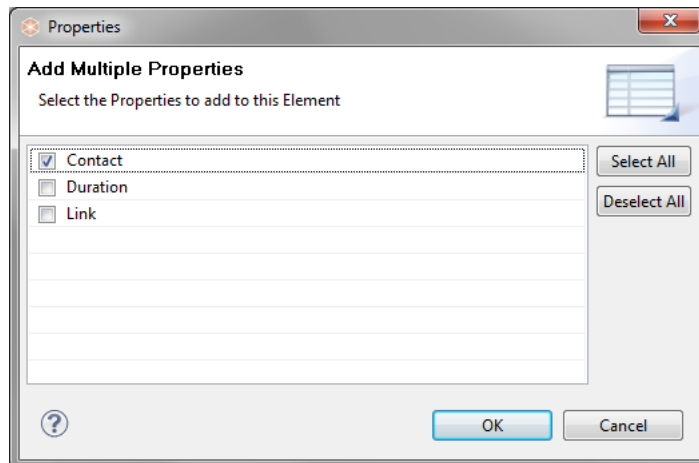 Properties
Add Multiple Properties
Select the Properties to add to this Element
Contact
Duration
Link
Select All
Deselect All
?
OK
Cancel